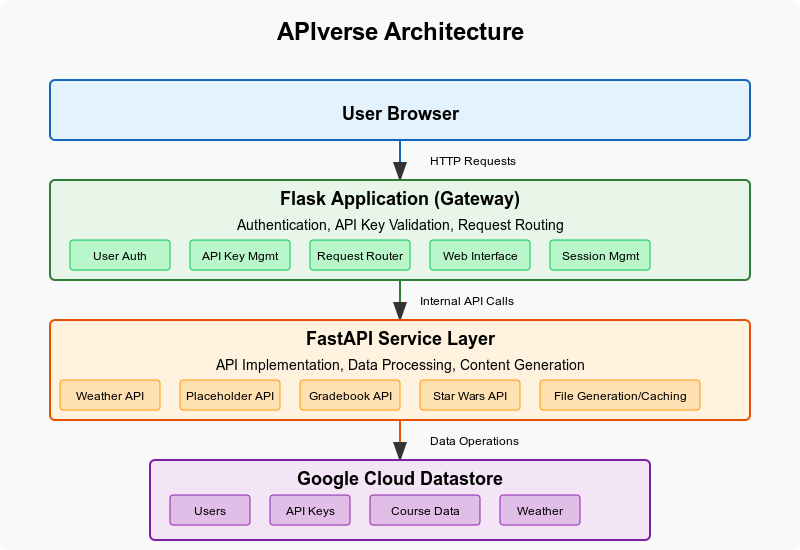 APIverse Architecture
User Browser
HTTP Requests
Flask Application (Gateway)
Authentication, API Key Validation, Request Routing
User Auth
API Key Mgmt
Request Router
Web Interface
Session Mgmt
Internal API Calls
FastAPI Service Layer
API Implementation, Data Processing, Content Generation
Weather API
Placeholder API
Gradebook API
Star Wars API
File Generation/Caching
Data Operations
Google Cloud Datastore
Users
API Keys
Course Data
Weather